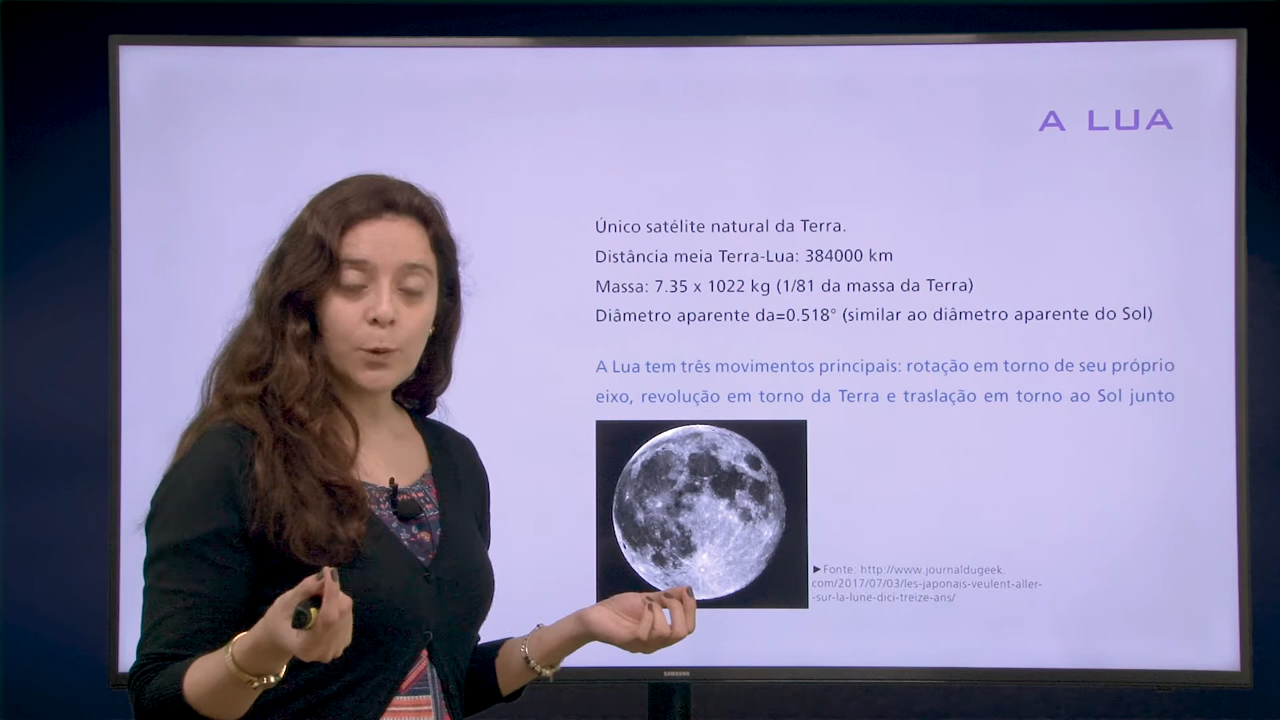 A LUA
Único satélite natural da Terra.
Distância meia Terra-Lua: 384000 km
Massa: 7.35 x 1022 kg (1/81 da massa da Terra)
Diâmetro aparente da=0.518° (similar ao diâmetro aparente do Sol)
A Lua tem três movimentos principais: rotação em torno de seu próprio
eixo, revolução em torno da Terra e traslação em torno ao Sol junto
►Fonte: http://www.journaldugeek.
com/2017/07/03/les-japonais-veulent-aller-
-sur-la-lune-dici-treize-ans/
SAMSUNG